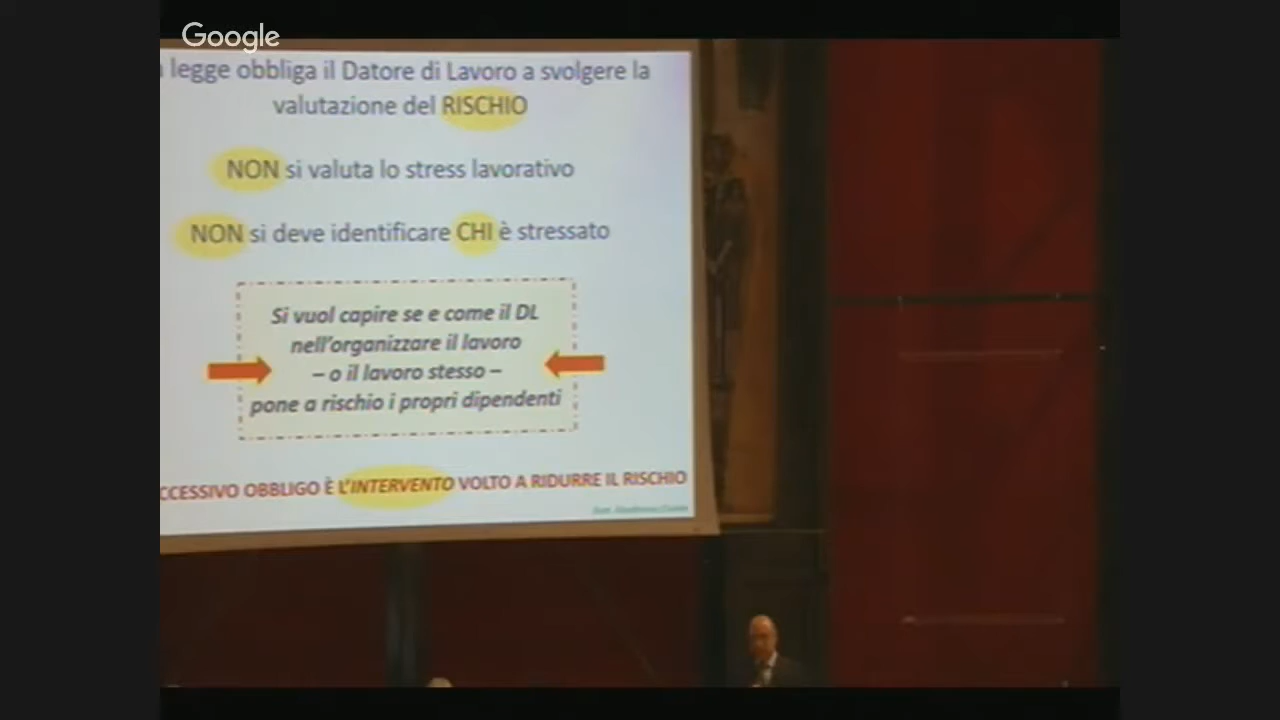 Google
legge obbliga il Datore di Lavoro a svolgere la
valutazione del RISCHIO
NON si valuta lo stress lavorativo
NON si deve identificare CHI è stressato
Si vuol capire se e come il DL
nell'organizzare il lavoro
– o il lavoro stesso –
pone a rischio i propri dipendenti
CCESSIVO OBBLIGO È L'INTERVENTO VOLTO A RIDURRE IL RISCHIO